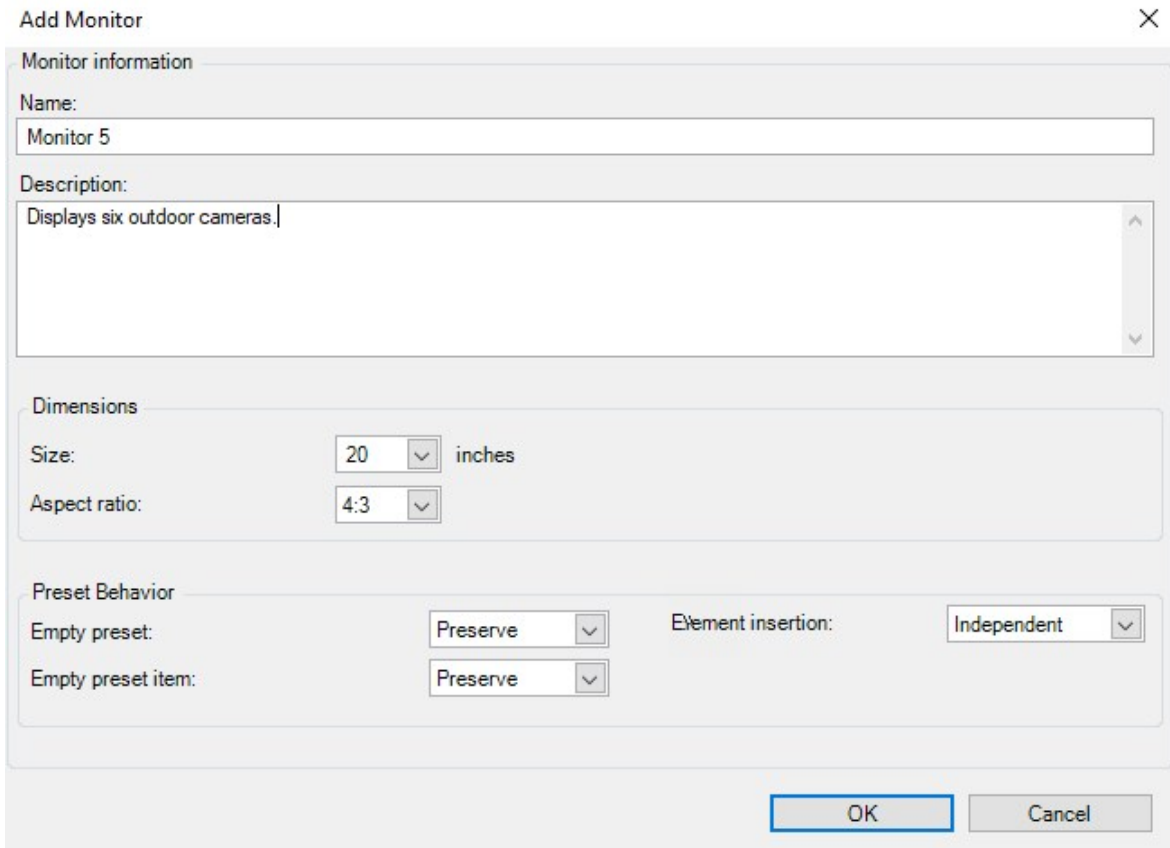 Add Monitor
Monitor information
Name:
Monitor 5
Description:
Displays six outdoor cameras.
Dimensions
Size: 20 inches
Aspect ratio: 4:3
Preset Behavior
Empty preset: Preserve Element insertion: Independent
Empty preset item: Preserve
OK Cancel